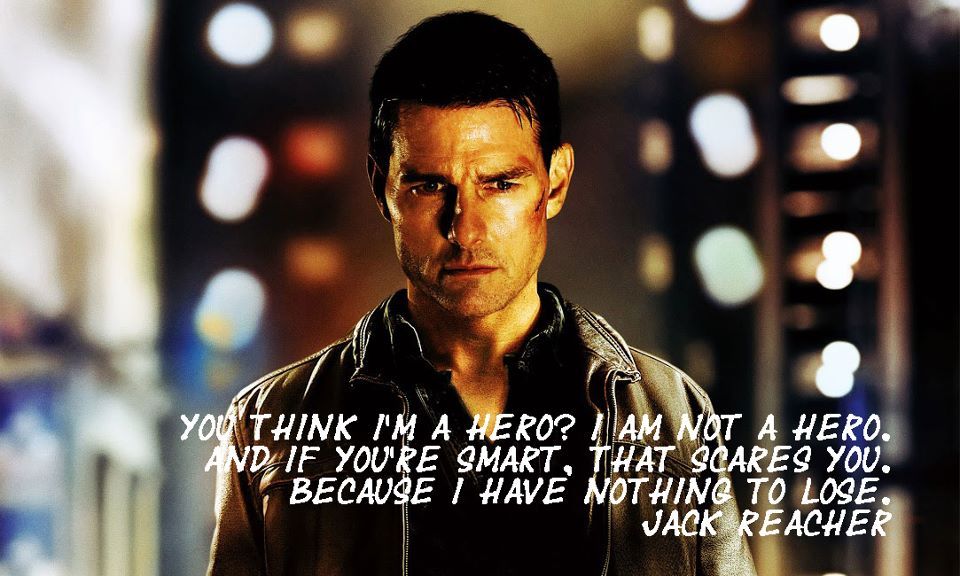 YOU THINK I'M A HERO? I AM NOT A HERO.
AND IF YOU'RE SMART, THAT SCARES YOU.
BECAUSE I HAVE NOTHING TO LOSE.
JACK REACHER